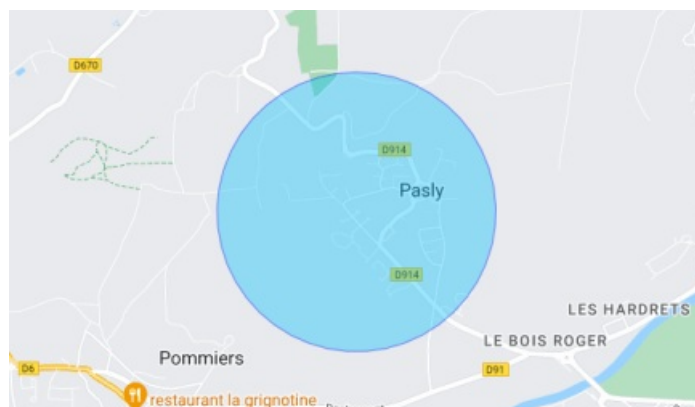 D670
D914
Pasly
D914
LES HARDRETS
LE BOIS ROGER
Pommiers
D6
D91
restaurant la grignotine